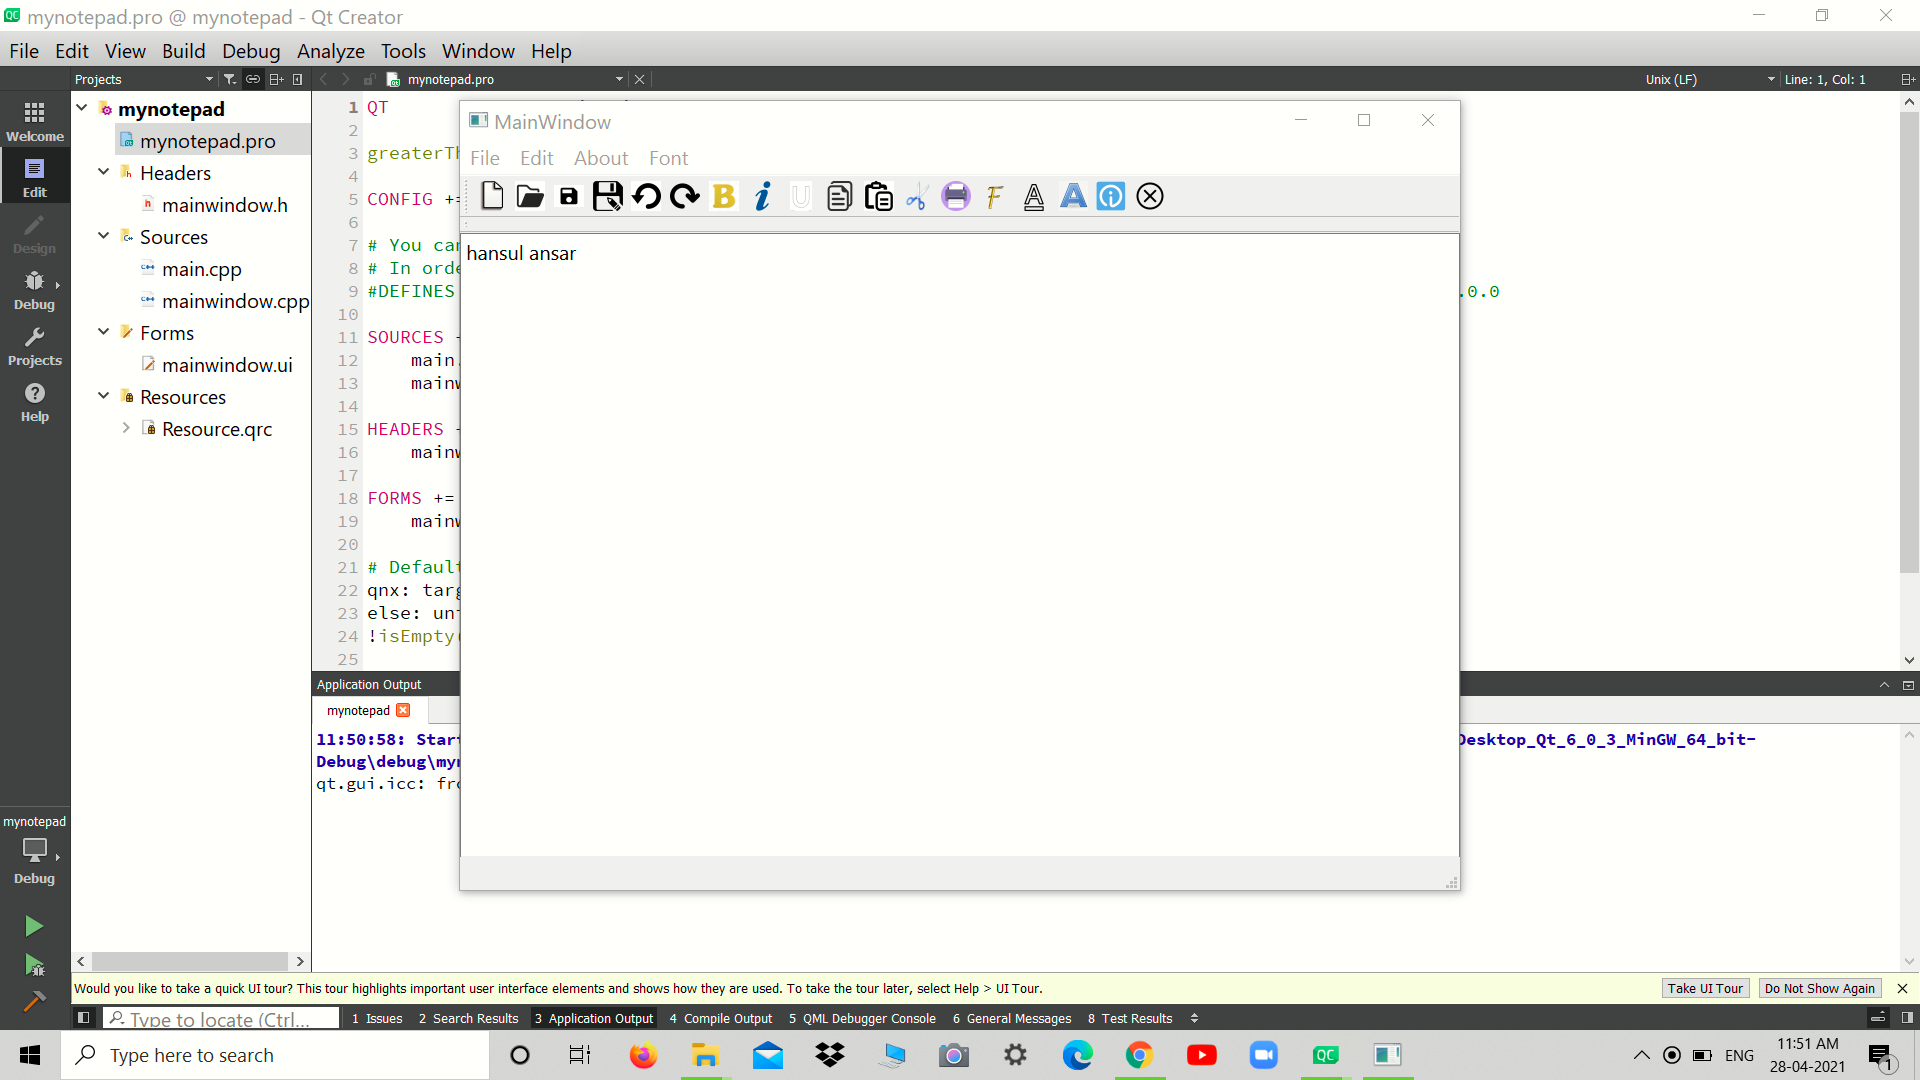 mynotepad.pro @ mynotepad - Qt Creator
File Edit View Build Debug Analyze Tools Window Help
Projects
mynotepad.pro
Unix (LF)
Line: 1, Col: 1
Welcome
Edit
Design
Debug
Projects
Help
mynotepad
Debug
mynotepad
mynotepad.pro
Headers
mainwindow.h
Sources
main.cpp
mainwindow.cpp
Forms
mainwindow.ui
Resources
Resource.qrc
1 QT
2
3 greaterTh
4
5 CONFIG +=
6
7 # You can
8 # In orde
9 #DEFINES .0.0
10
11 SOURCES
12 main.
13 mainw
14
15 HEADERS
16 mainw
17
18 FORMS +=
19 mainw
20
21 # Default
22 qnx: targ
23 else: uni
24 !isEmpty(
25
MainWindow
File Edit About Font
hansul ansar
Application Output
mynotepad
11:50:58: Start Desktop_Qt_6_0_3_MinGW_64_bit-
Debug\debug\myn
qt.gui.icc: fro
Would you like to take a quick UI tour? This tour highlights important user interface elements and shows how they are used. To take the tour later, select Help > UI Tour.
Take UI Tour
Do Not Show Again
Type to locate (Ctrl...
1 Issues 2 Search Results 3 Application Output 4 Compile Output 5 QML Debugger Console 6 General Messages 8 Test Results
Type here to search
ENG
11:51 AM
28-04-2021
1